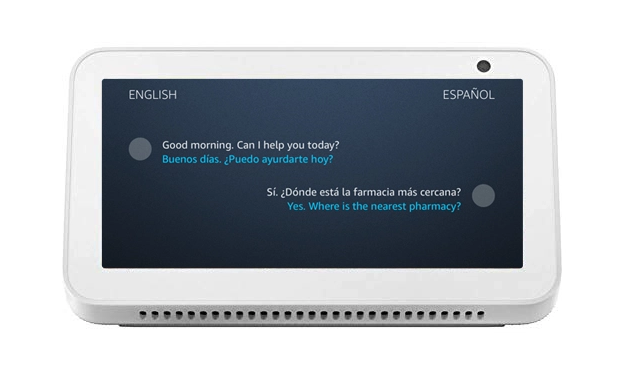 ENGLISH
ESPAÑOL
Good morning. Can I help you today?
Buenos días. ¿Puedo ayurdarte hoy?
Sí. ¿Dónde está la farmacia más cercana?
Yes. Where is the nearest pharmacy?